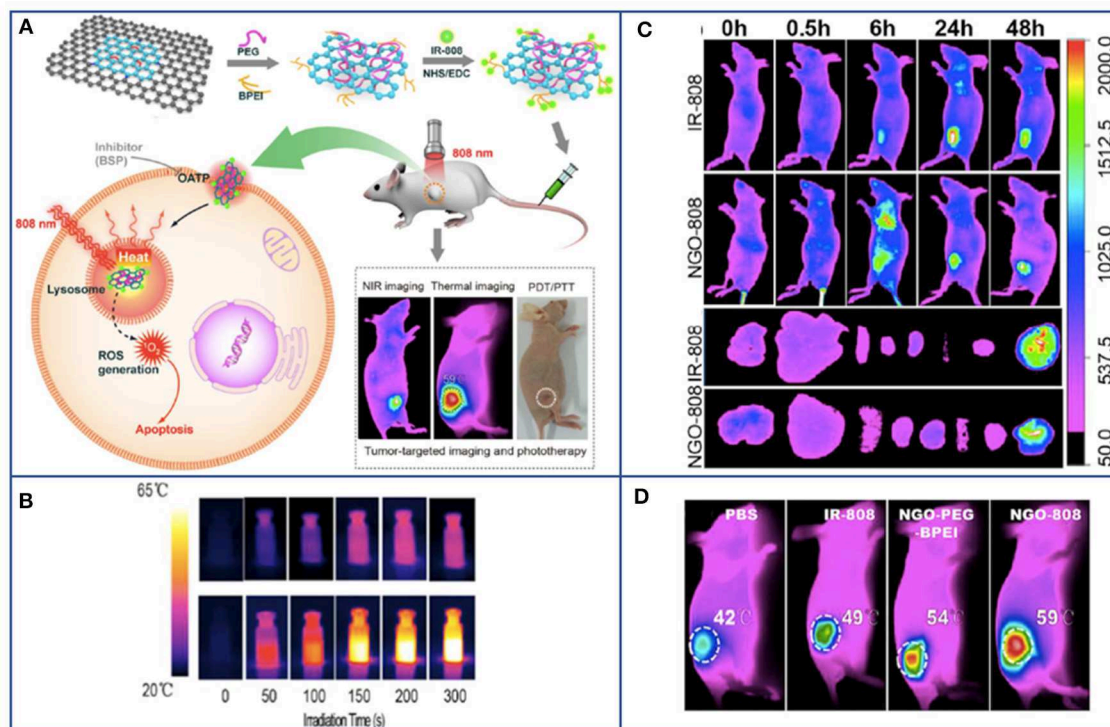 A
PEG
BPEI
IR-808
NHS/EDC
Inhibitor
(BSP)
OATP
808 nm
808 nm
Heat
Lysosome
ROS
generation
Apoptosis
NIR imaging
Thermal imaging
PDT/PTT
59℃
Tumor-targeted imaging and phototherapy
B
65℃
20℃
0
50
100
150
200
300
Irradiation Time (s)
C
0h
0.5h
6h
24h
48h
IR-808
NGO-808
IR-808
NGO-808
2000.0
1512.5
1025.0
537.5
50.0
D
PBS
IR-808
NGO-PEG
-BPEI
NGO-808
42℃
49℃
54℃
59℃